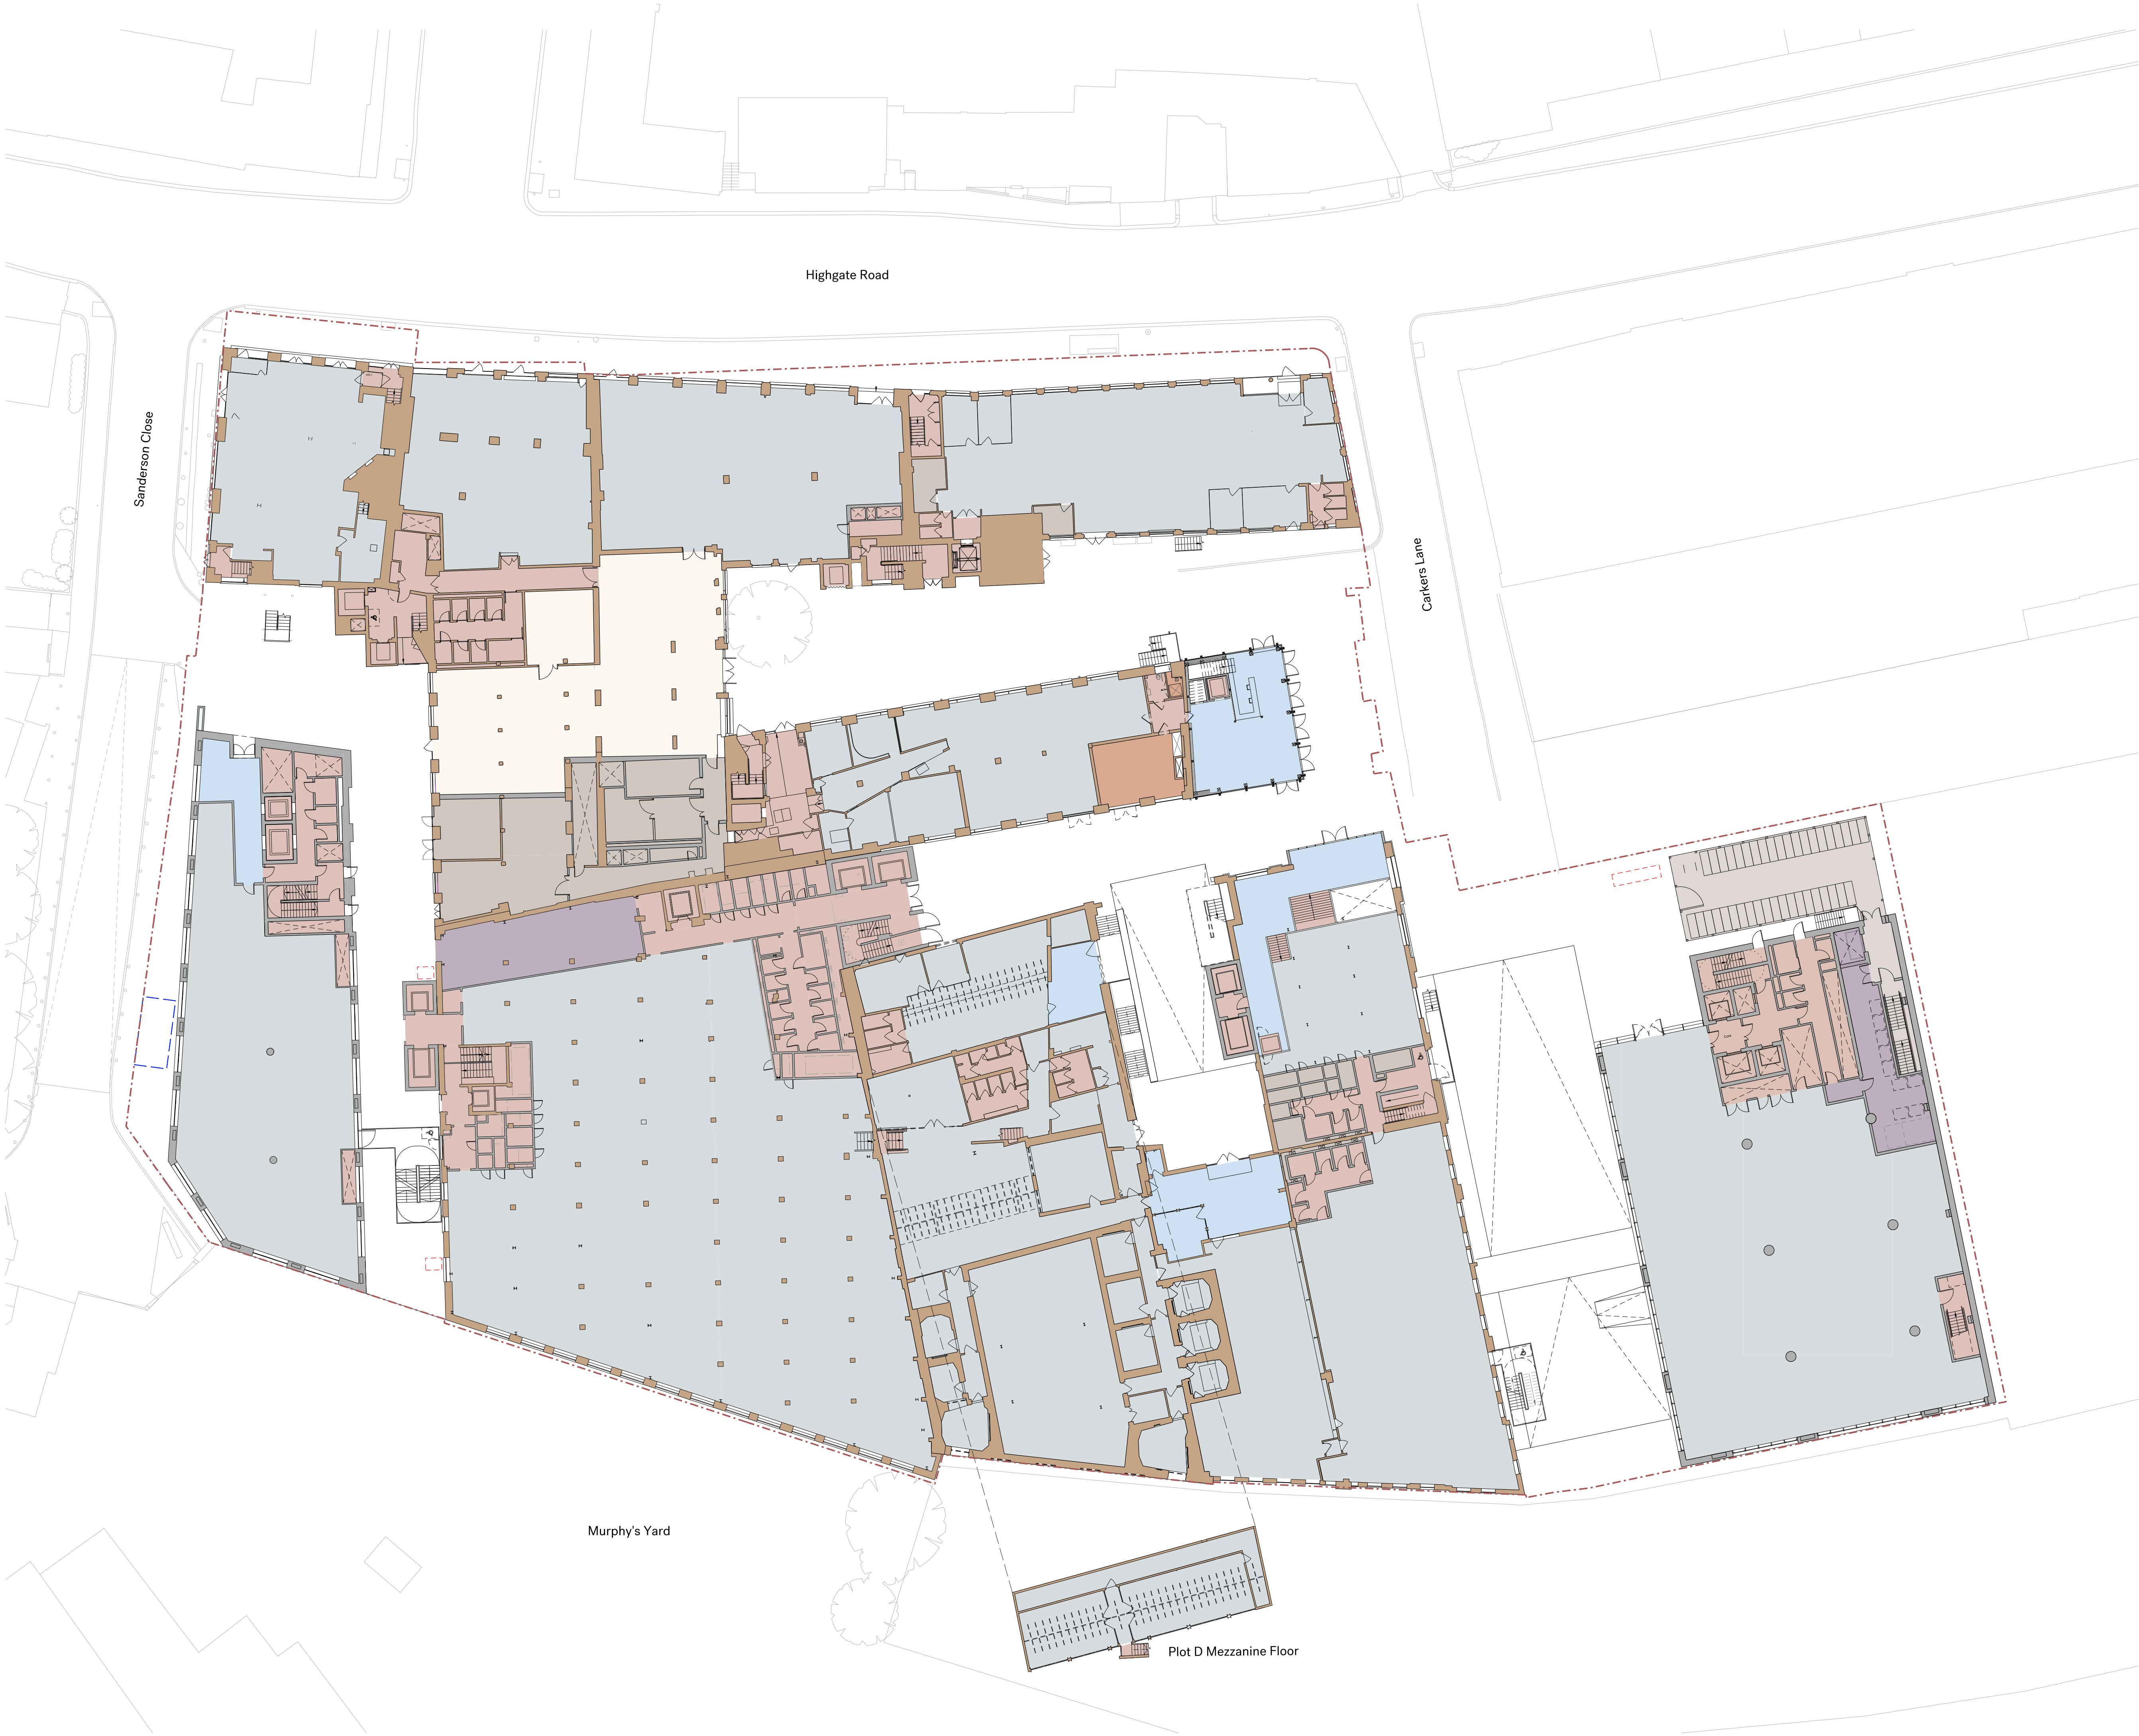 Highgate Road
Sanderson Close
Carkers Lane
Murphy's Yard
Plot D Mezzanine Floor